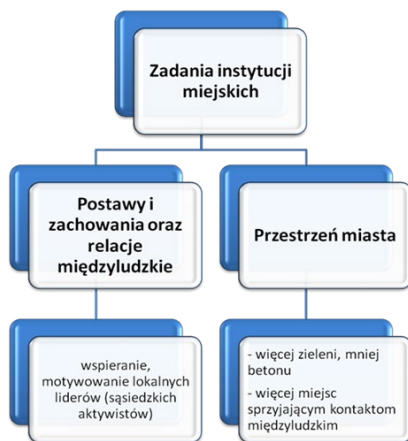 Zadania instytucji
miejskich
Postawy i
zachowania oraz
relacje
międzyludzkie
Przestrzeń miasta
wspieranie,
motywowanie lokalnych
liderów (sąsiedzkich
aktywistów)
- więcej zieleni, mniej
betonu
- więcej miejsc
sprzyjającym kontaktom
międzyludzkim